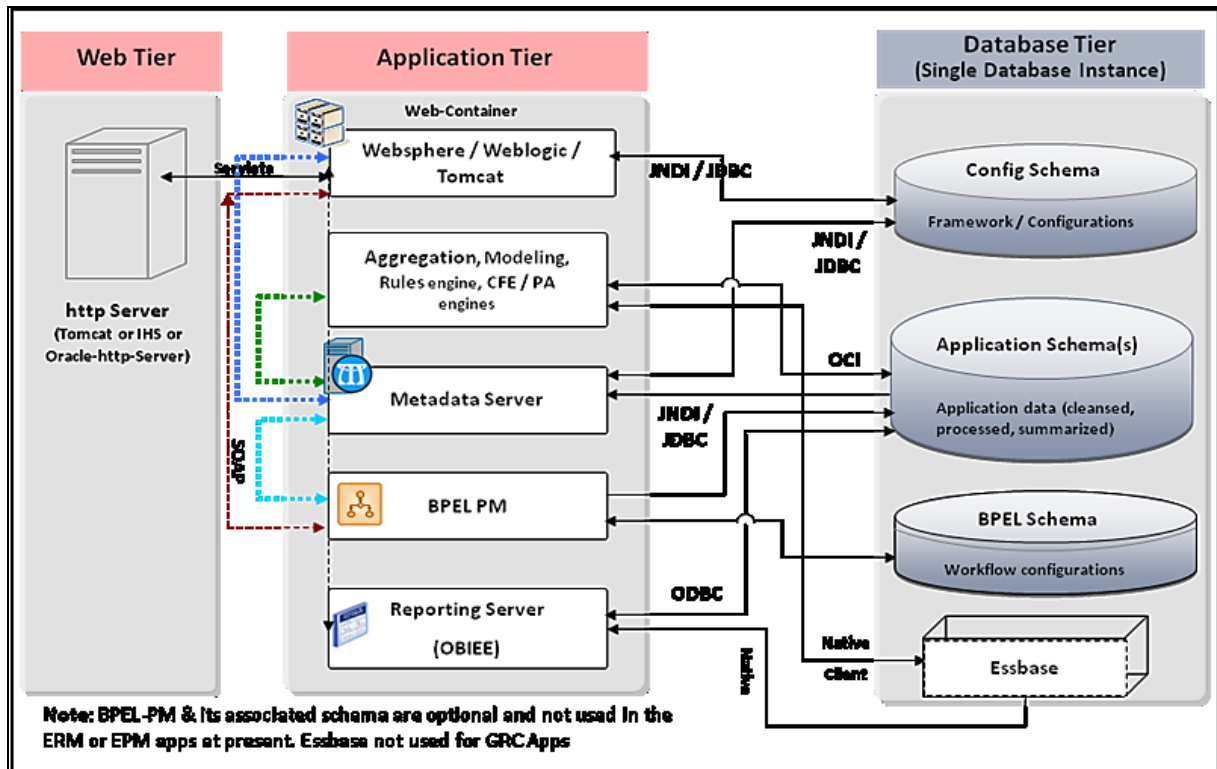 Web Tier
Application Tier
Database Tier
(Single Database Instance)
Web-Container
Websphere / Weblogic /
Tomcat
Servlets
JNDI / JDBC
Config Schema
Framework / Configurations
JNDI /
JDBC
Aggregation, Modeling,
Rules engine, CFE / PA
engines
http Server
(Tomcat or IHS or
Oracle-http-Server)
OCI
Application Schema(s)
Application data (cleansed,
processed, summarized)
Metadata Server
JNDI /
JDBC
SOAP
BPEL PM
BPEL Schema
Workflow configurations
ODBC
Reporting Server
(OBIEE)
Native
Native
Client
Essbase
Note: BPEL-PM & its associated schema are optional and not used in the
ERM or EPM apps at present. Essbase not used for GRC Apps